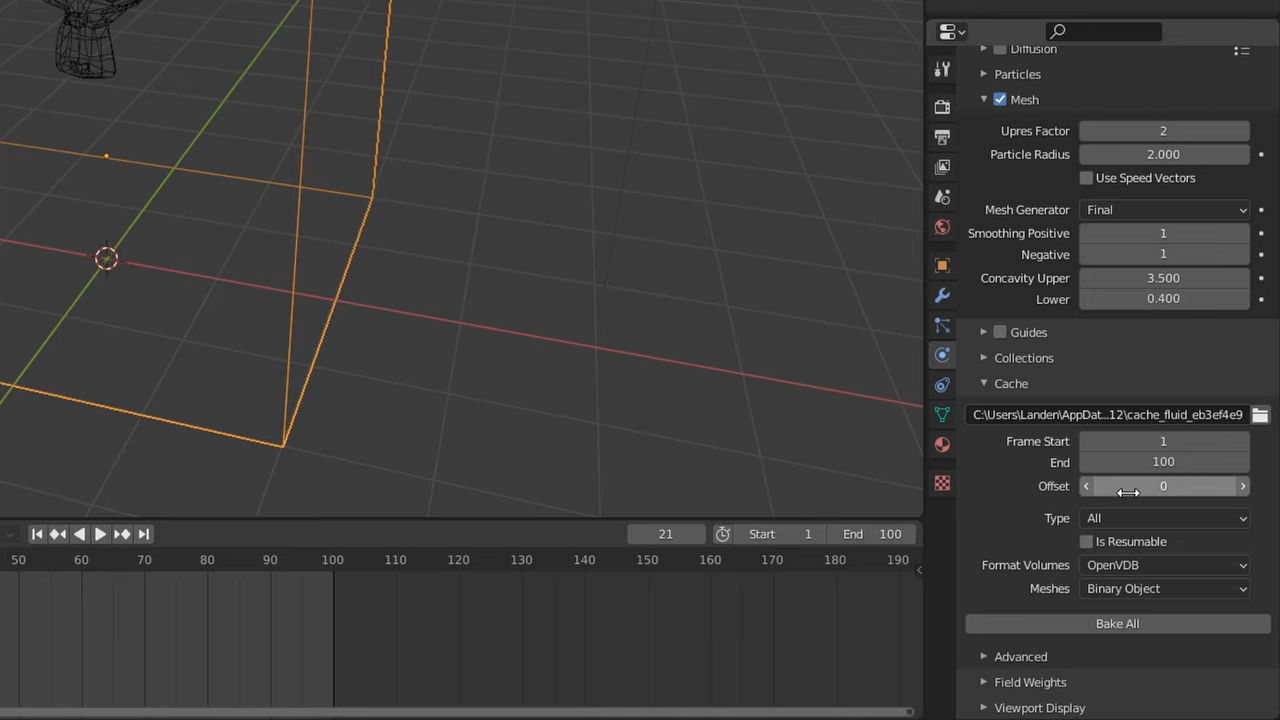 Diffusion
Particles
Mesh
Upres Factor 2
Particle Radius 2.000
Use Speed Vectors
Mesh Generator Final
Smoothing Positive 1
Negative 1
Concavity Upper 3.500
Lower 0.400
Guides
Collections
Cache
C:\Users\Landen\AppDat...12\cache_fluid_eb3ef4e9
Frame Start 1
End 100
Offset 0
Type All
Is Resumable
Format Volumes OpenVDB
Meshes Binary Object
Bake All
Advanced
Field Weights
Viewport Display
21 Start 1 End 100
50 60 70 80 90 100 110 120 130 140 150 160 170 180 190